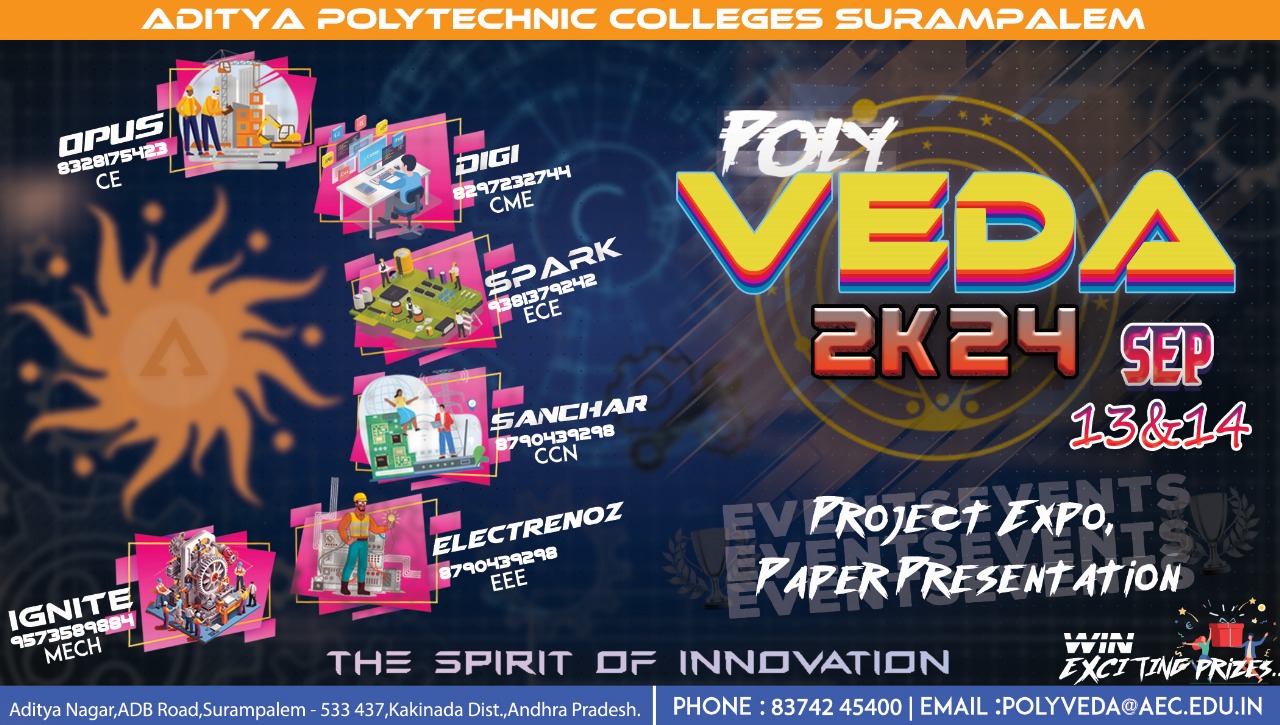 ADITYA POLYTECHNIC COLLEGES SURAMPALEM
OPUS
8328175423
CE
DIGI
8297232744
CME
SPARK
9381379242
ECE
SANCHAR
8790439298
CCN
ELECTRENOZ
8790439298
EEE
IGNITE
9573589884
MECH
POLY
VEDA
2K24
SEP
13&14
EVENTSEVENTS
EVENTSEVENTS
EVENTSEVENTS
PROJECT EXPO,
PAPER PRESENTATION
WIN
EXCITING PRIZES..
THE SPIRIT OF INNOVATION
Aditya Nagar,ADB Road,Surampalem - 533 437,Kakinada Dist.,Andhra Pradesh.
PHONE : 83742 45400 | EMAIL :POLYVEDA@AEC.EDU.IN